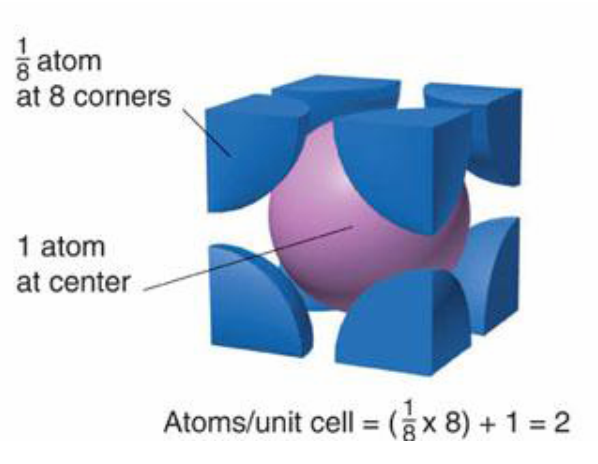 1/8 atom
at 8 corners
1 atom
at center
Atoms/unit cell = (1/8 x 8) + 1 = 2